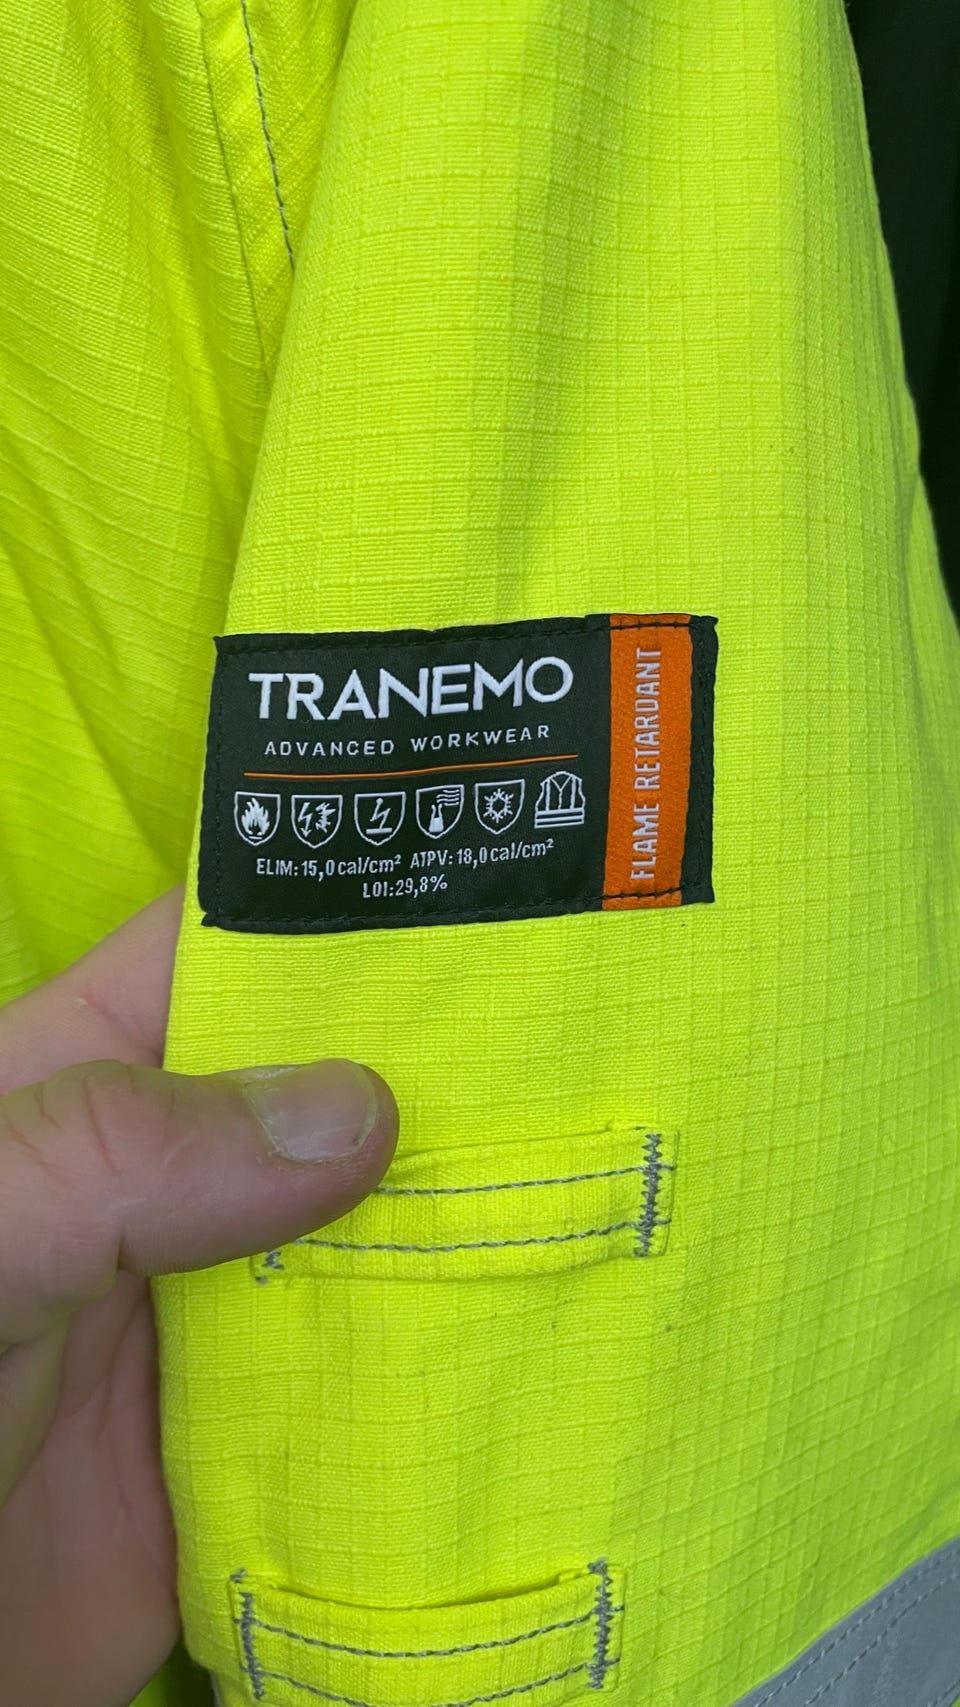 TRANEMO
ADVANCED WORKWEAR
ELIM: 15,0 cal/cm² ATPV: 18,0 cal/cm²
LOI: 29,8%
FLAME RETARDANT